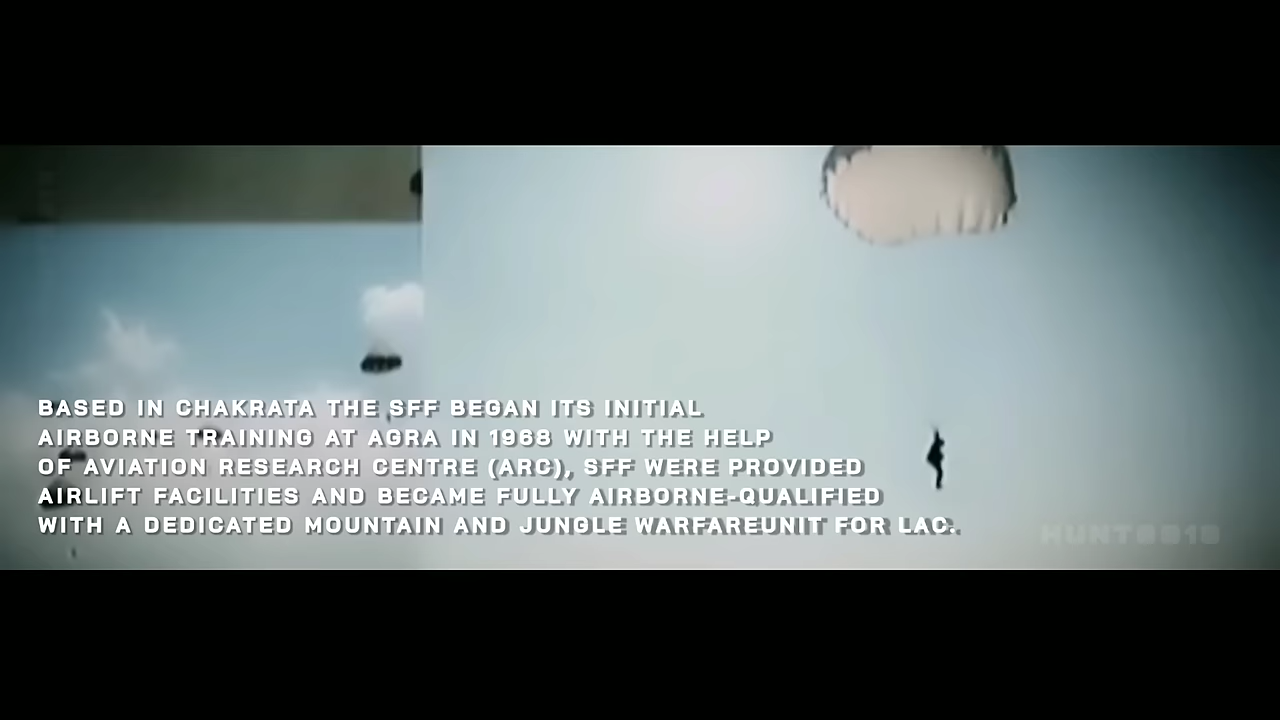 BASED IN CHAKRATA THE SFF BEGAN ITS INITIAL
AIRBORNE TRAINING AT AGRA IN 1968 WITH THE HELP
OF AVIATION RESEARCH CENTRE (ARC), SFF WERE PROVIDED
AIRLIFT FACILITIES AND BECAME FULLY AIRBORNE-QUALIFIED
WITH A DEDICATED MOUNTAIN AND JUNGLE WARFAREUNIT FOR LAC.